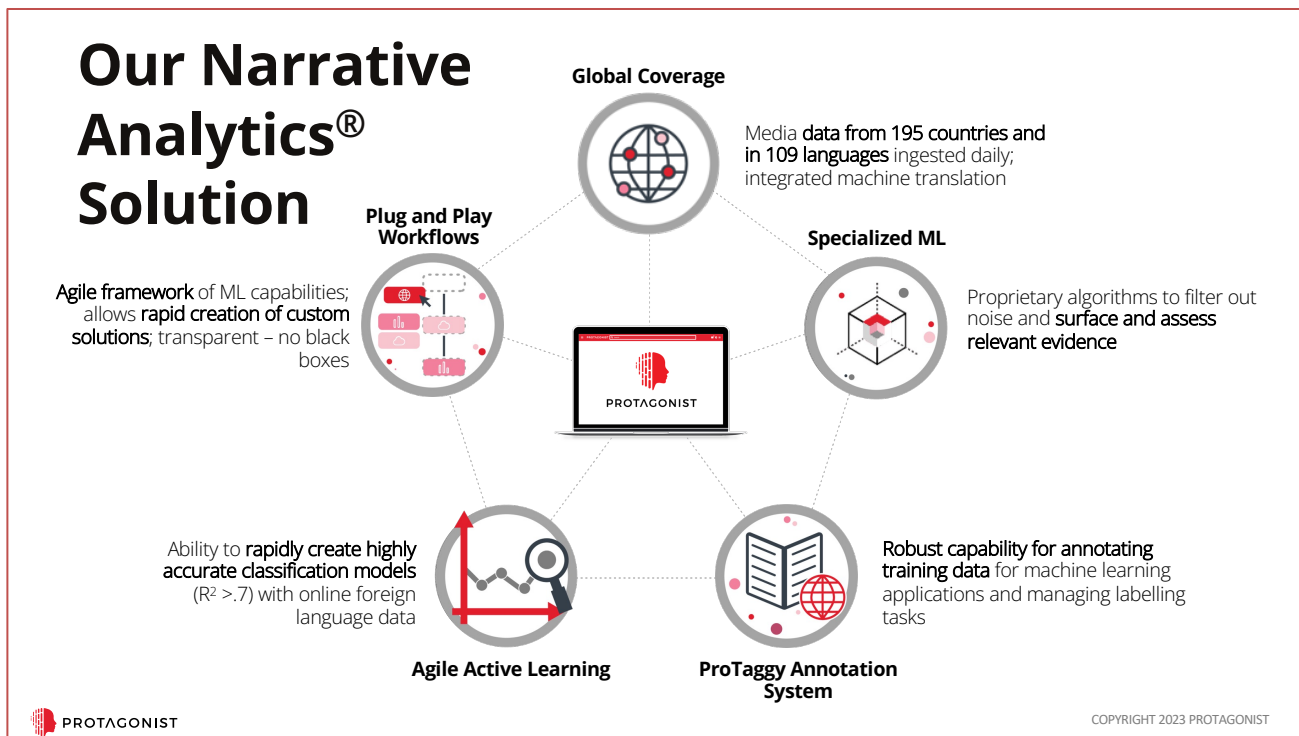 Our Narrative
Analytics®
Solution
Global Coverage
Media data from 195 countries and
in 109 languages ingested daily;
integrated machine translation
Plug and Play
Workflows
Agile framework of ML capabilities;
allows rapid creation of custom
solutions; transparent – no black
boxes
Specialized ML
Proprietary algorithms to filter out
noise and surface and assess
relevant evidence
PROTAGONIST
Ability to rapidly create highly
accurate classification models
(R² >.7) with online foreign
language data
Agile Active Learning
Robust capability for annotating
training data for machine learning
applications and managing labelling
tasks
ProTaggy Annotation
System
PROTAGONIST
COPYRIGHT 2023 PROTAGONIST